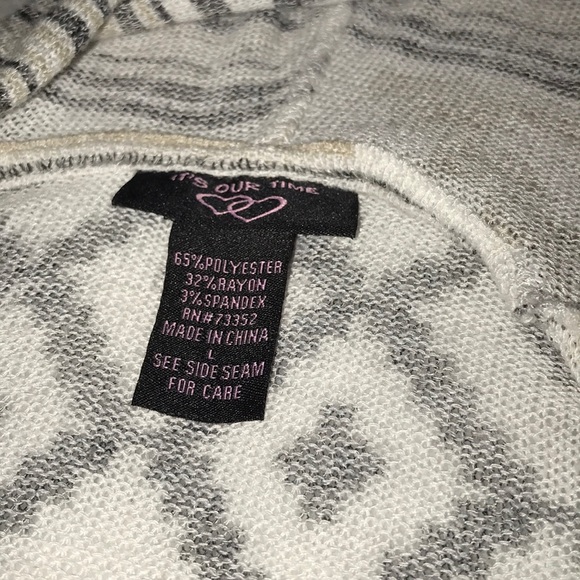 IT'S OUR TIME
65%POLYESTER
32%RAYON
3%SPANDEX
RN#73352
MADE IN CHINA
L
SEE SIDE SEAM
FOR CARE